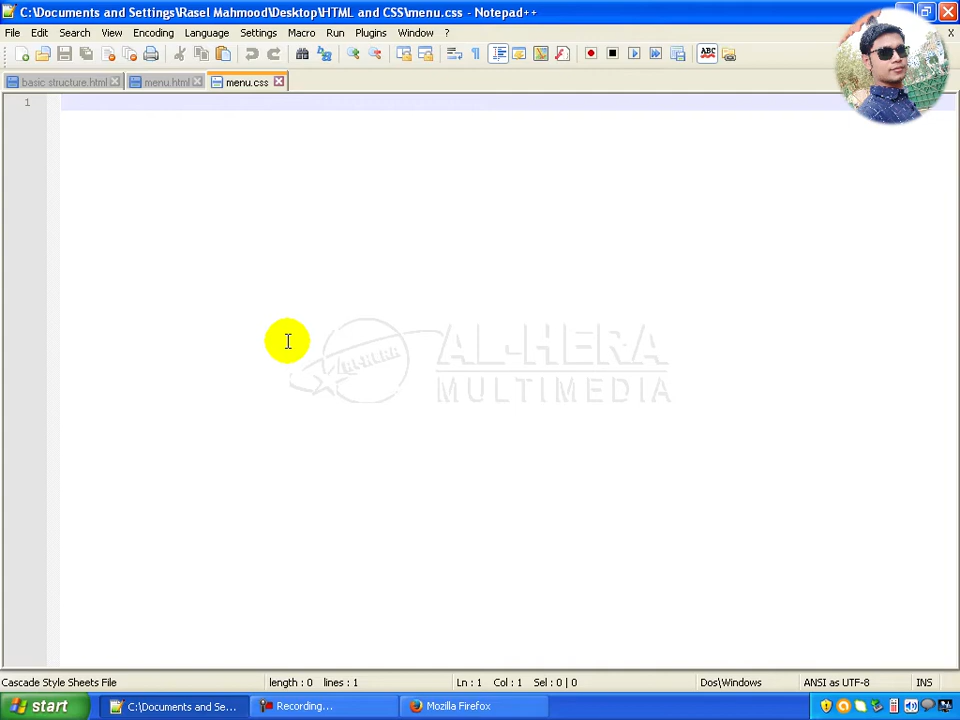 C:\Documents and Settings\Rasel Mahmood\Desktop\HTML and CSS\menu.css - Notepad++
File Edit Search View Encoding Language Settings Macro Run Plugins Window ? X
ABC
basic structure.html menu.html menu.css
1
AL-HERA
AL-HERA
MULTIMEDIA
Cascade Style Sheets File length : 0 lines : 1 Ln : 1 Col : 1 Sel : 0 | 0 Dos\Windows ANSI as UTF-8 INS
start C:\Documents and Se... Recording... Mozilla Firefox